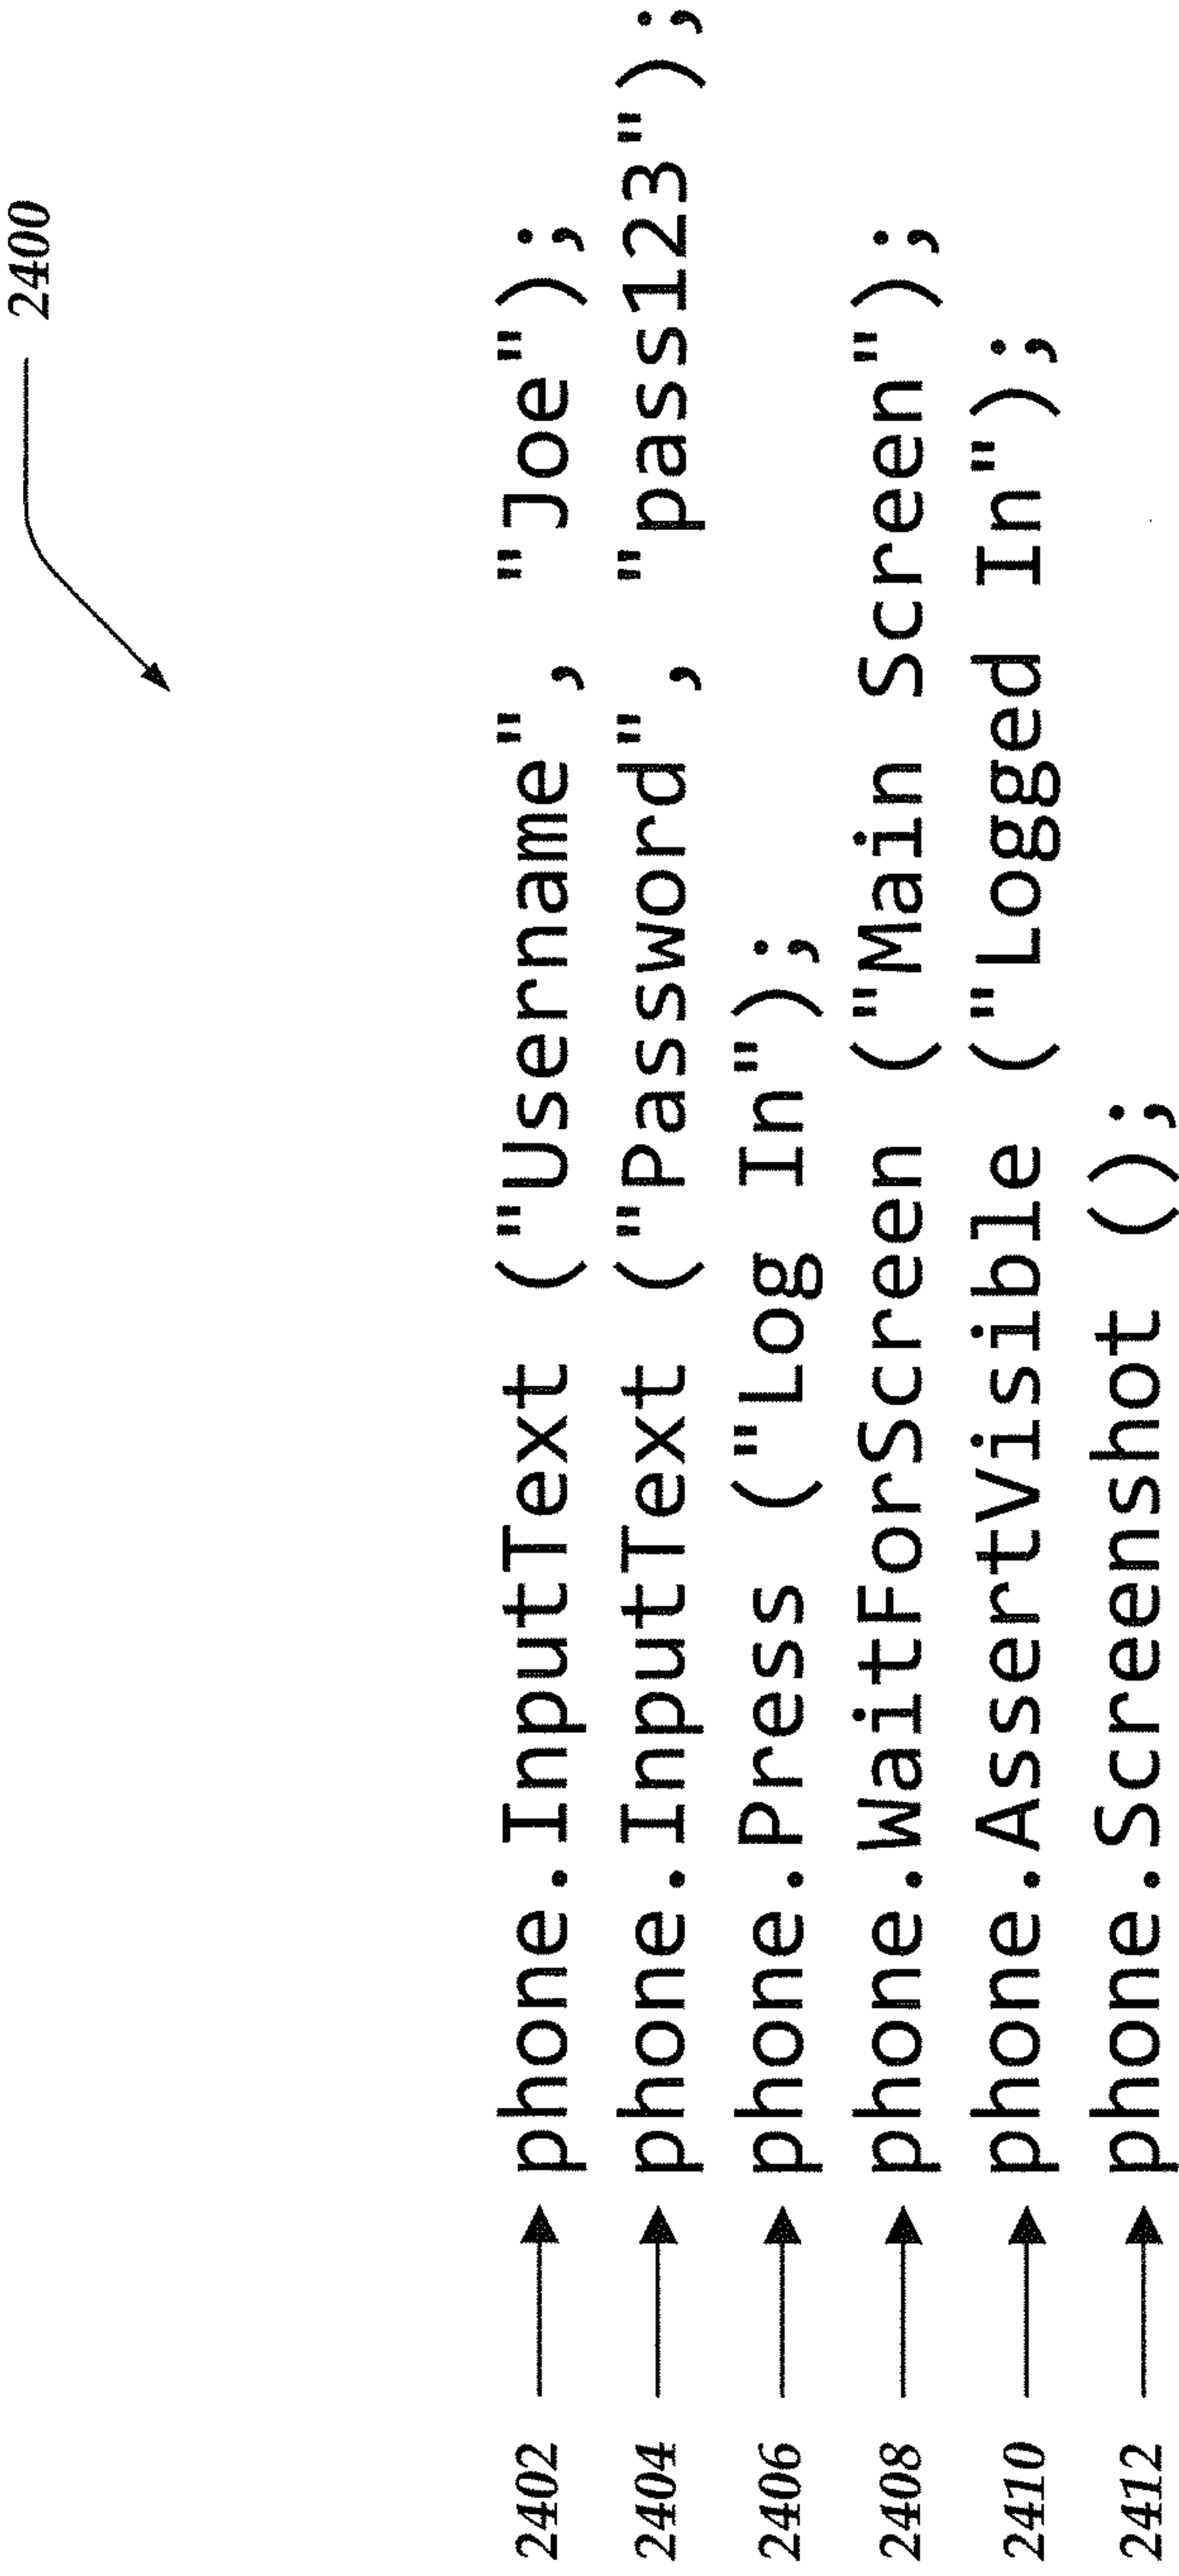 2400
2402 phone.InputText ("Username", "Joe");
2404 phone.InputText ("Password", "pass123");
2406 phone.Press ("Log In");
2408 phone.WaitForScreen ("Main Screen");
2410 phone.AssertVisible ("Logged In");
2412 phone.Screenshot ();